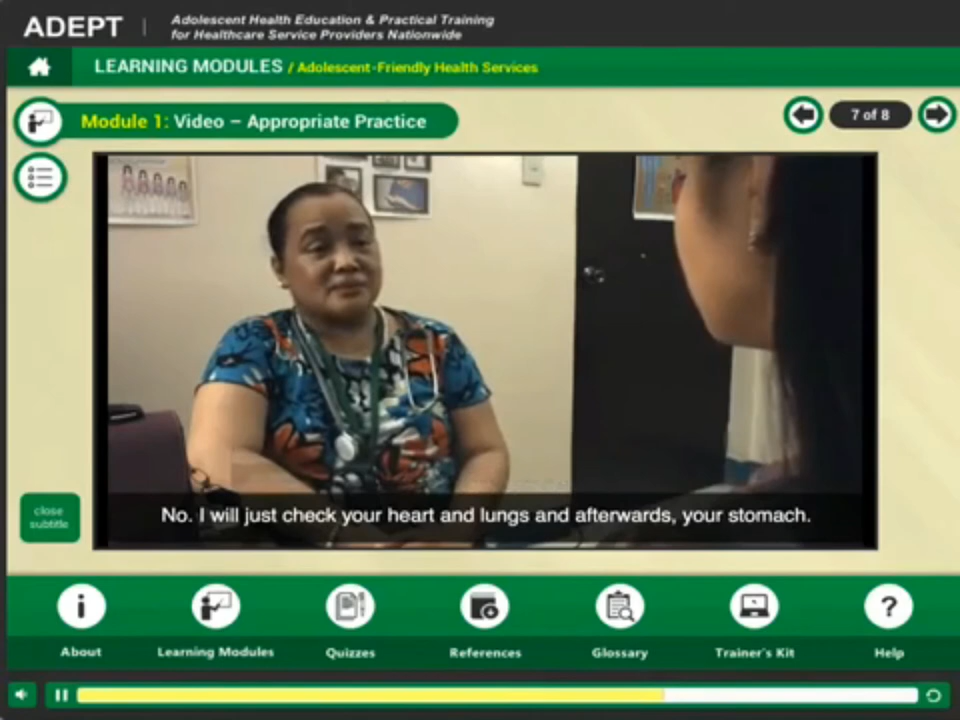 ADEPT
Adolescent Health Education & Practical Training
for Healthcare Service Providers Nationwide
LEARNING MODULES / Adolescent-Friendly Health Services
Module 1: Video – Appropriate Practice
7 of 8
close
subtitle
No. I will just check your heart and lungs and afterwards, your stomach.
About
Learning Modules
Quizzes
References
Glossary
Trainer's Kit
Help